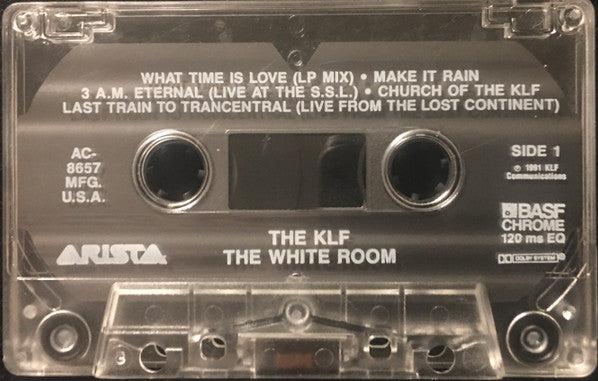 WHAT TIME IS LOVE (LP MIX) • MAKE IT RAIN
3 A.M. ETERNAL (LIVE AT THE S.S.L.) • CHURCH OF THE KLF
LAST TRAIN TO TRANCENTRAL (LIVE FROM THE LOST CONTINENT)
AC-
8657
MFG.
U.S.A.
SIDE 1
℗ 1991 KLF
Communications
BASF
CHROME
120 ms EQ
DOLBY SYSTEM
ARISTA
THE KLF
THE WHITE ROOM
3